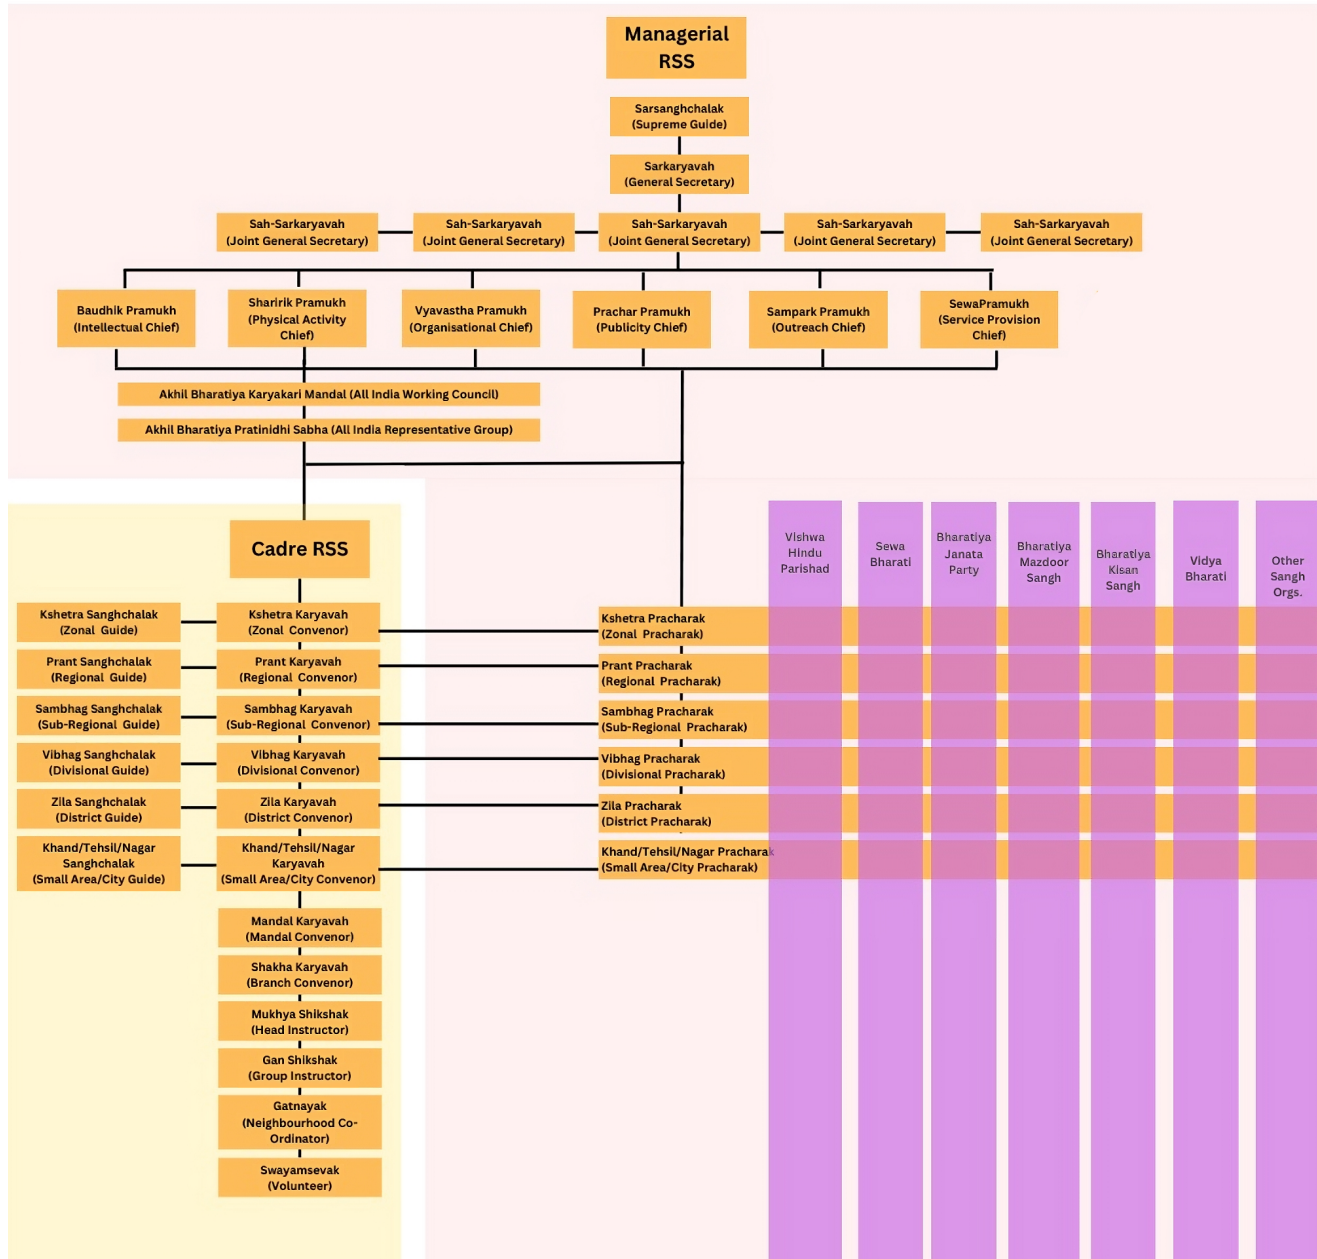 Managerial
RSS
Sarsanghchalak
(Supreme Guide)
Sarkaryavah
(General Secretary)
Sah-Sarkaryavah
(Joint General Secretary)
Sah-Sarkaryavah
(Joint General Secretary)
Sah-Sarkaryavah
(Joint General Secretary)
Sah-Sarkaryavah
(Joint General Secretary)
Sah-Sarkaryavah
(Joint General Secretary)
Baudhik Pramukh
(Intellectual Chief)
Sharirik Pramukh
(Physical Activity
Chief)
Vyavastha Pramukh
(Organisational Chief)
Prachar Pramukh
(Publicity Chief)
Sampark Pramukh
(Outreach Chief)
SewaPramukh
(Service Provision
Chief)
Akhil Bharatiya Karyakari Mandal (All India Working Council)
Akhil Bharatiya Pratinidhi Sabha (All India Representative Group)
Cadre RSS
Vishwa
Hindu
Parishad
Sewa
Bharati
Bharatiya
Janata
Party
Bharatiya
Mazdoor
Sangh
Bharatiya
Kisan
Sangh
Vidya
Bharati
Other
Sangh
Orgs.
Kshetra Sanghchalak
(Zonal Guide)
Kshetra Karyavah
(Zonal Convenor)
Kshetra Pracharak
(Zonal Pracharak)
Prant Sanghchalak
(Regional Guide)
Prant Karyavah
(Regional Convenor)
Prant Pracharak
(Regional Pracharak)
Sambhag Sanghchalak
(Sub-Regional Guide)
Sambhag Karyavah
(Sub-Regional Convenor)
Sambhag Pracharak
(Sub-Regional Pracharak)
Vibhag Sanghchalak
(Divisional Guide)
Vibhag Karyavah
(Divisional Convenor)
Vibhag Pracharak
(Divisional Pracharak)
Zila Sanghchalak
(District Guide)
Zila Karyavah
(District Convenor)
Zila Pracharak
(District Pracharak)
Khand/Tehsil/Nagar
Sanghchalak
(Small Area/City Guide)
Khand/Tehsil/Nagar
Karyavah
(Small Area/City Convenor)
Khand/Tehsil/Nagar Pracharak
(Small Area/City Pracharak)
Mandal Karyavah
(Mandal Convenor)
Shakha Karyavah
(Branch Convenor)
Mukhya Shikshak
(Head Instructor)
Gan Shikshak
(Group Instructor)
Gatnayak
(Neighbourhood Co-
Ordinator)
Swayamsevak
(Volunteer)